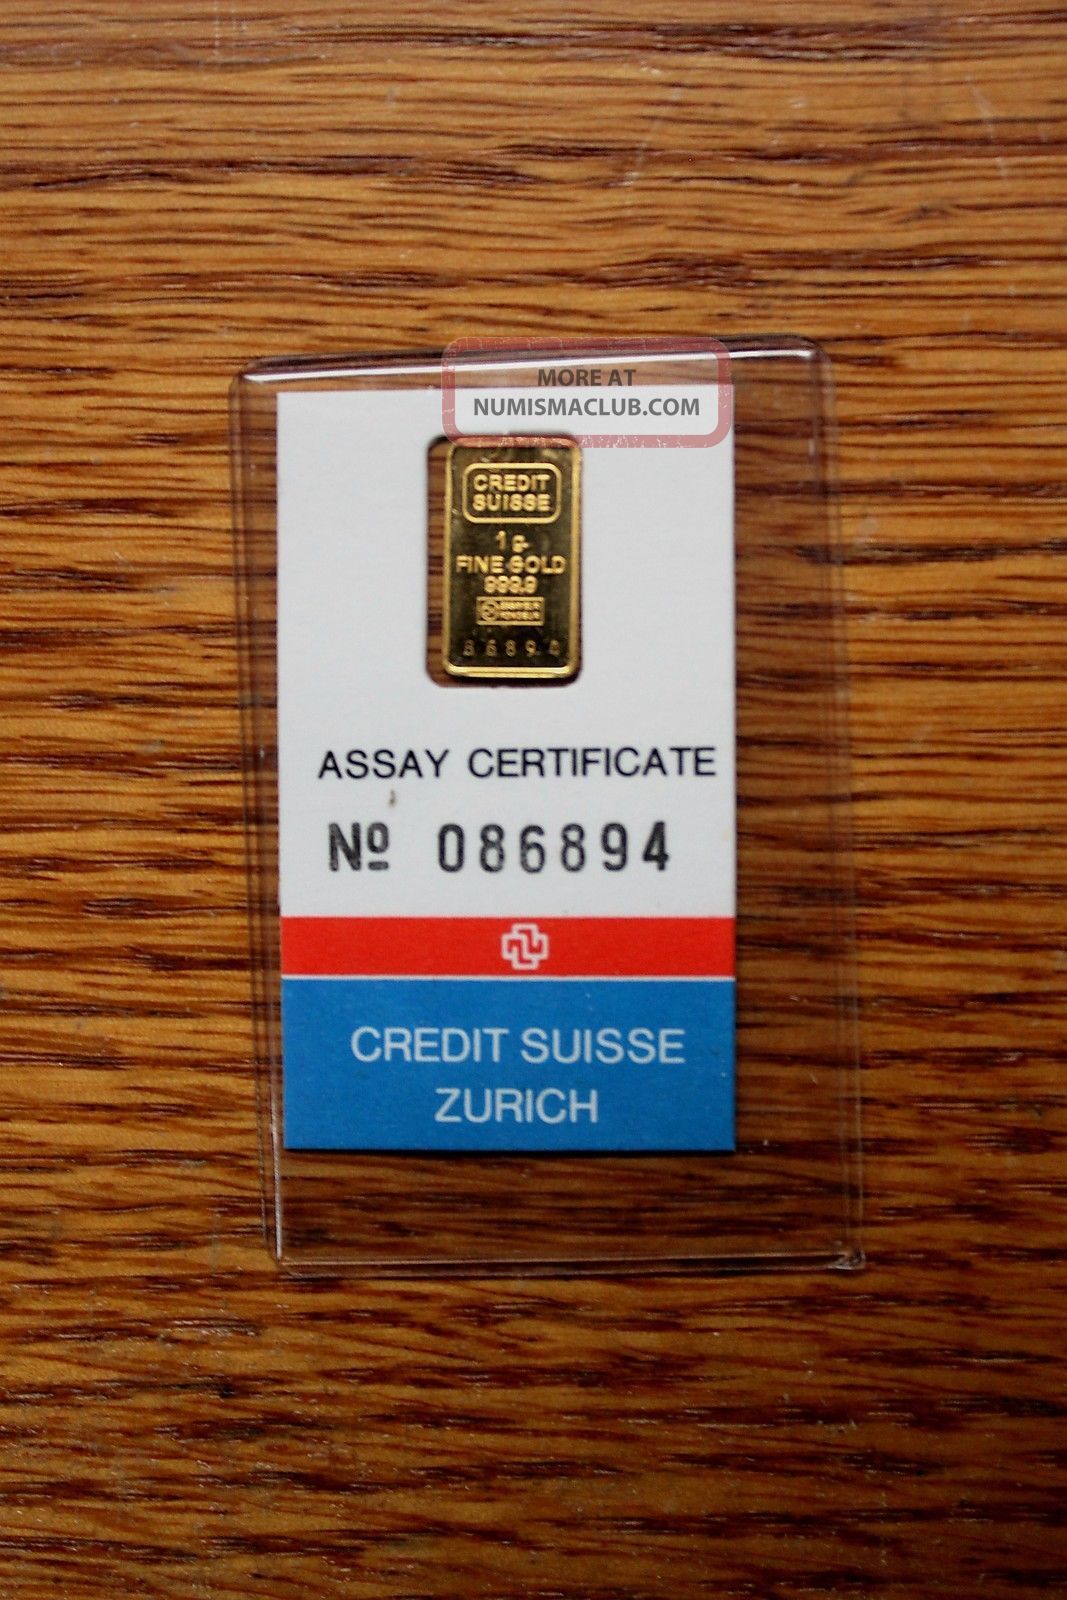 MORE AT
NUMISMACLUB.COM
CREDIT
SUISSE
1 g.
FINE GOLD
999.9
ASSAY CERTIFICATE
Nº 086894
CREDIT SUISSE
ZURICH